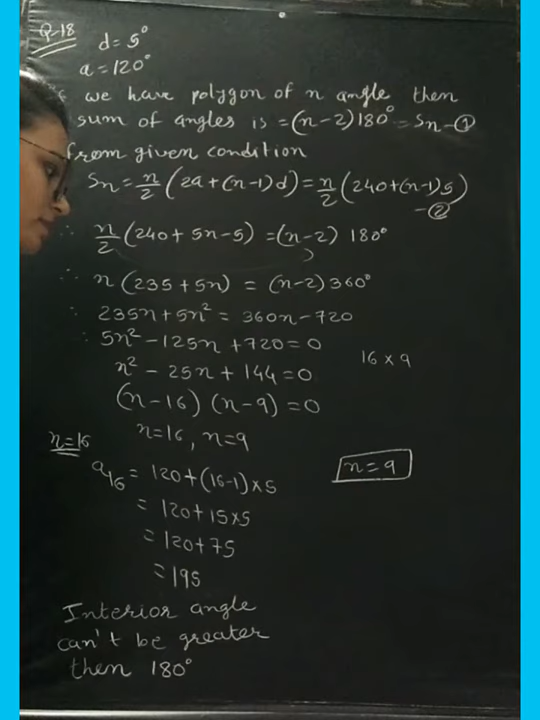 Q-18
d = 5°
a = 120°
we have polygon of n angle then
sum of angles is = (n-2)180° = Sn - ①
from given condition
Sn = n/2 (2a + (n-1)d) = n/2 (240 + (n-1)5)
- ②
∴ n/2 (240 + 5n - 5) = (n-2) 180°
∴ n (235 + 5n) = (n-2) 360°
∴ 235n + 5n² = 360n - 720
∴ 5n² - 125n + 720 = 0
16 × 9
n² - 25n + 144 = 0
(n-16) (n-9) = 0
n = 16, n = 9
n = 16
a₁₆ = 120 + (16-1) × 5
n = 9
= 120 + 15 × 5
= 120 + 75
= 195
Interior angle
can't be greater
then 180°